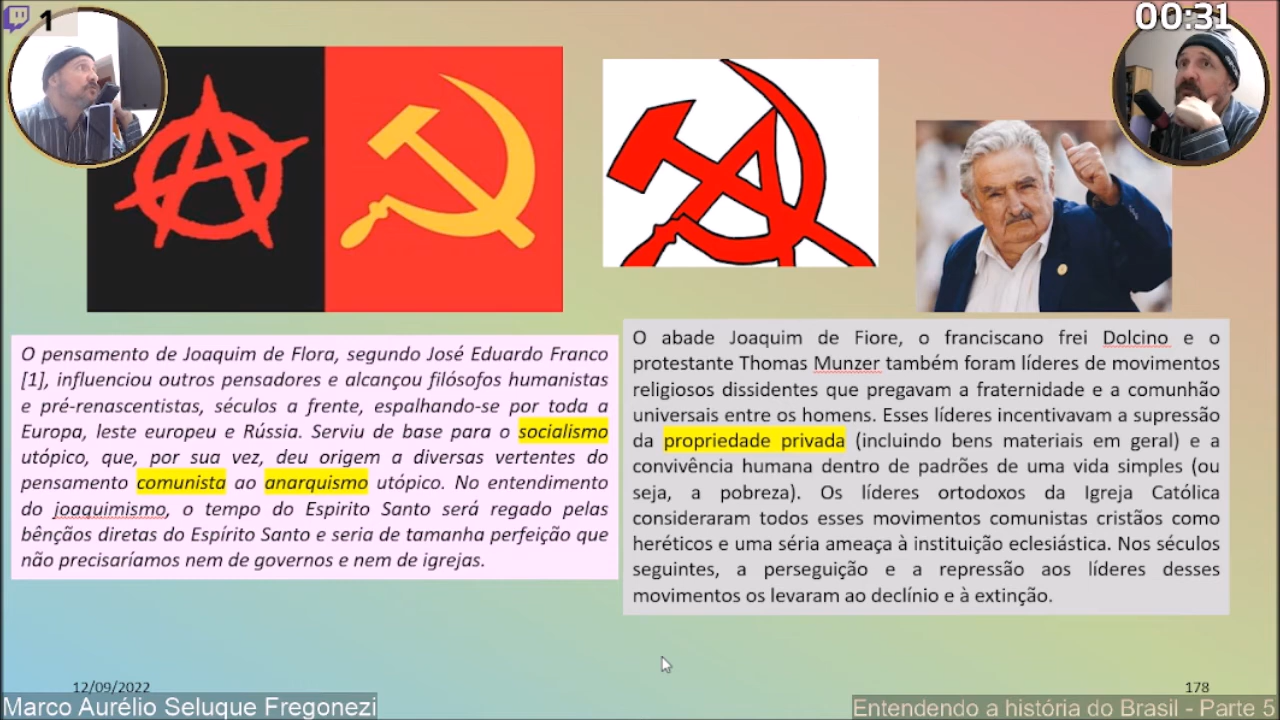 1
00:31
O pensamento de Joaquim de Flora, segundo José Eduardo Franco
[1], influenciou outros pensadores e alcançou filósofos humanistas
e pré-renascentistas, séculos a frente, espalhando-se por toda a
Europa, leste europeu e Rússia. Serviu de base para o socialismo
utópico, que, por sua vez, deu origem a diversas vertentes do
pensamento comunista ao anarquismo utópico. No entendimento
do joaquimismo, o tempo do Espirito Santo será regado pelas
bênçãos diretas do Espírito Santo e seria de tamanha perfeição que
não precisaríamos nem de governos e nem de igrejas.
O abade Joaquim de Fiore, o franciscano frei Dolcino e o
protestante Thomas Munzer também foram líderes de movimentos
religiosos dissidentes que pregavam a fraternidade e a comunhão
universais entre os homens. Esses líderes incentivavam a supressão
da propriedade privada (incluindo bens materiais em geral) e a
convivência humana dentro de padrões de uma vida simples (ou
seja, a pobreza). Os líderes ortodoxos da Igreja Católica
consideraram todos esses movimentos comunistas cristãos como
heréticos e uma séria ameaça à instituição eclesiástica. Nos séculos
seguintes, a perseguição e a repressão aos líderes desses
movimentos os levaram ao declínio e à extinção.
12/09/2022
178
Marco Aurélio Seluque Fregonezi
Entendendo a história do Brasil - Parte 5